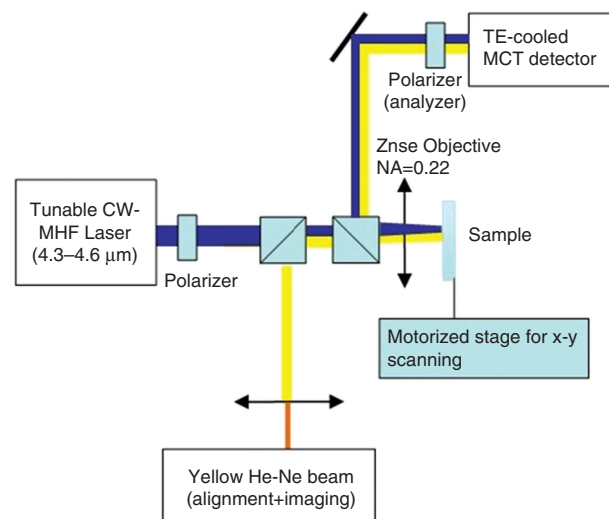 TE-cooled
MCT detector
Polarizer
(analyzer)
Znse Objective
NA=0.22
Tunable CW-
MHF Laser
(4.3–4.6 μm)
Polarizer
Sample
Motorized stage for x-y
scanning
Yellow He-Ne beam
(alignment+imaging)